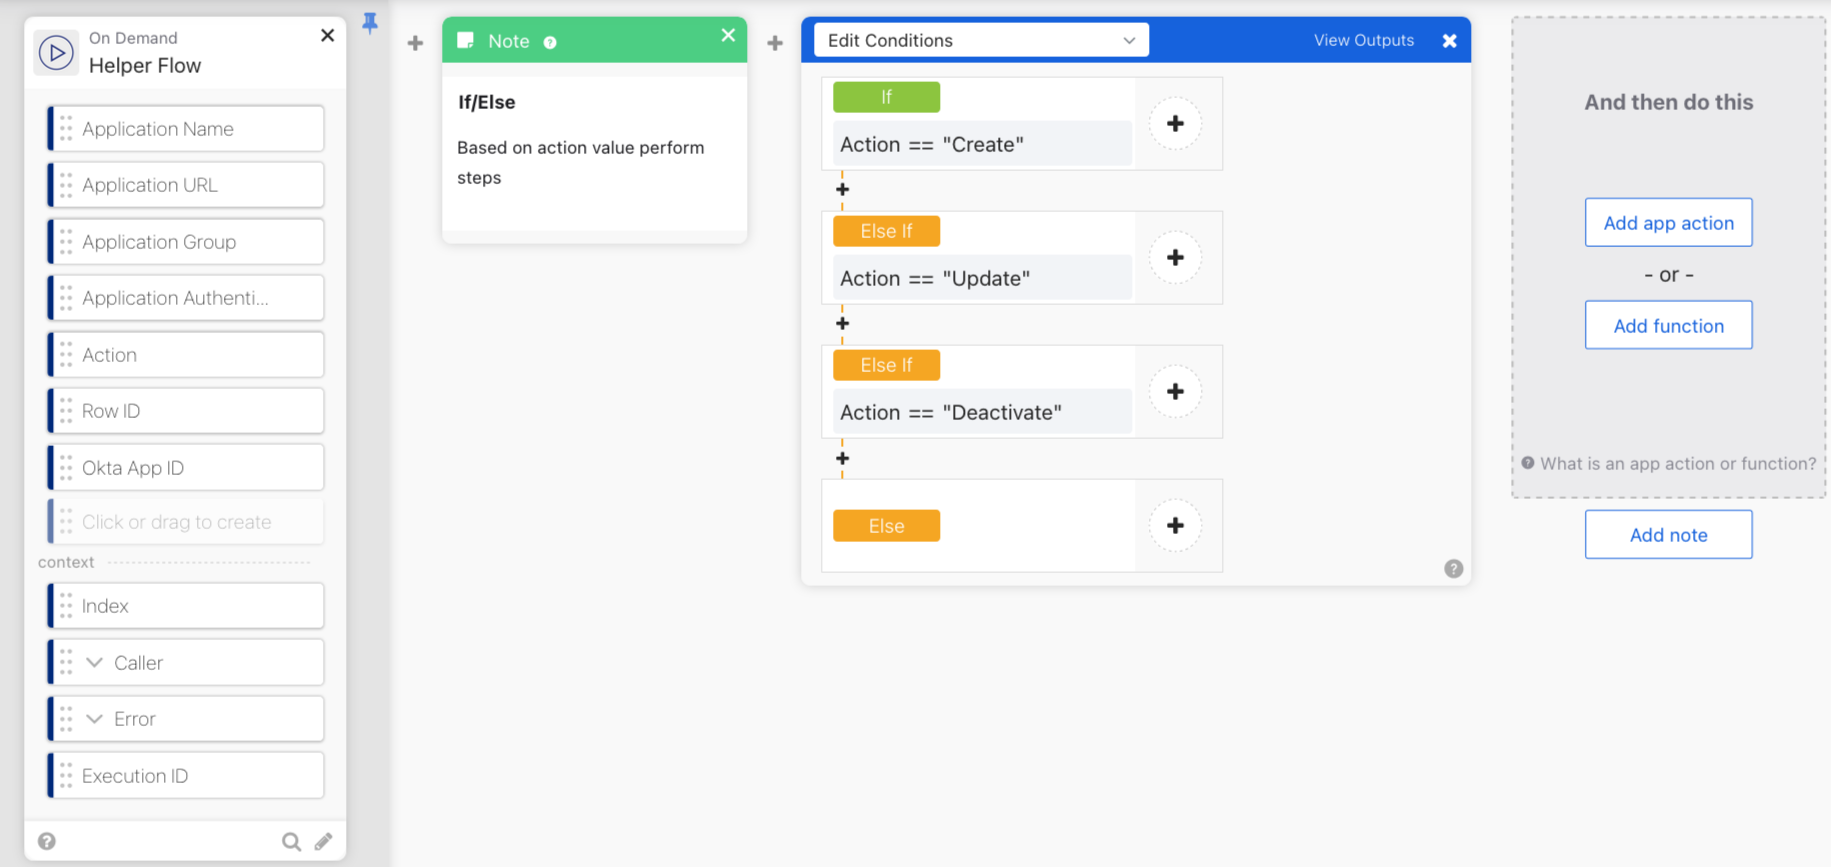 On Demand
Helper Flow
Application Name
Application URL
Application Group
Application Authenti...
Action
Row ID
Okta App ID
Click or drag to create
context
Index
Caller
Error
Execution ID
Note
If/Else
Based on action value perform
steps
Edit Conditions
View Outputs
If
Action == "Create"
Else If
Action == "Update"
Else If
Action == "Deactivate"
Else
And then do this
Add app action
- or -
Add function
What is an app action or function?
Add note